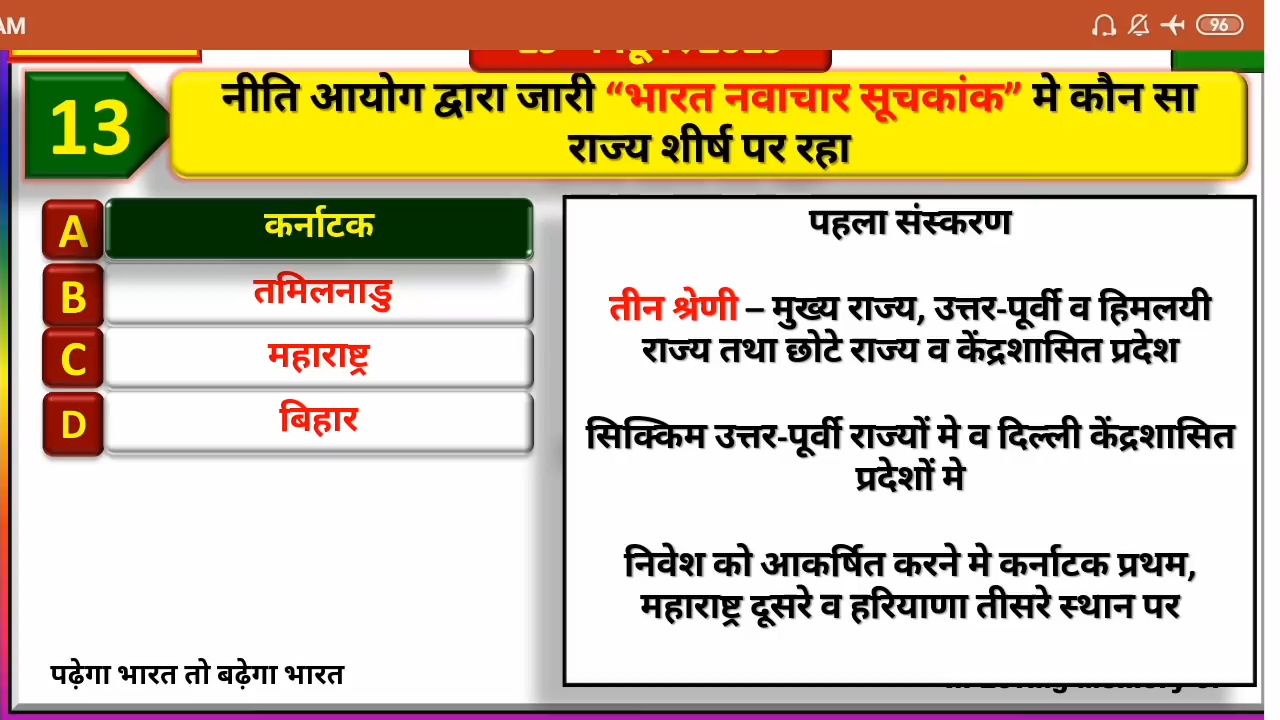 AM
96
13
नीति आयोग द्वारा जारी “भारत नवाचार सूचकांक” मे कौन सा
राज्य शीर्ष पर रहा
A
कर्नाटक
B
तमिलनाडु
C
महाराष्ट्र
D
बिहार
पहला संस्करण
तीन श्रेणी – मुख्य राज्य, उत्तर-पूर्वी व हिमलयी
राज्य तथा छोटे राज्य व केंद्रशासित प्रदेश
सिक्किम उत्तर-पूर्वी राज्यों मे व दिल्ली केंद्रशासित
प्रदेशों मे
निवेश को आकर्षित करने मे कर्नाटक प्रथम,
महाराष्ट्र दूसरे व हरियाणा तीसरे स्थान पर
पढ़ेगा भारत तो बढ़ेगा भारत